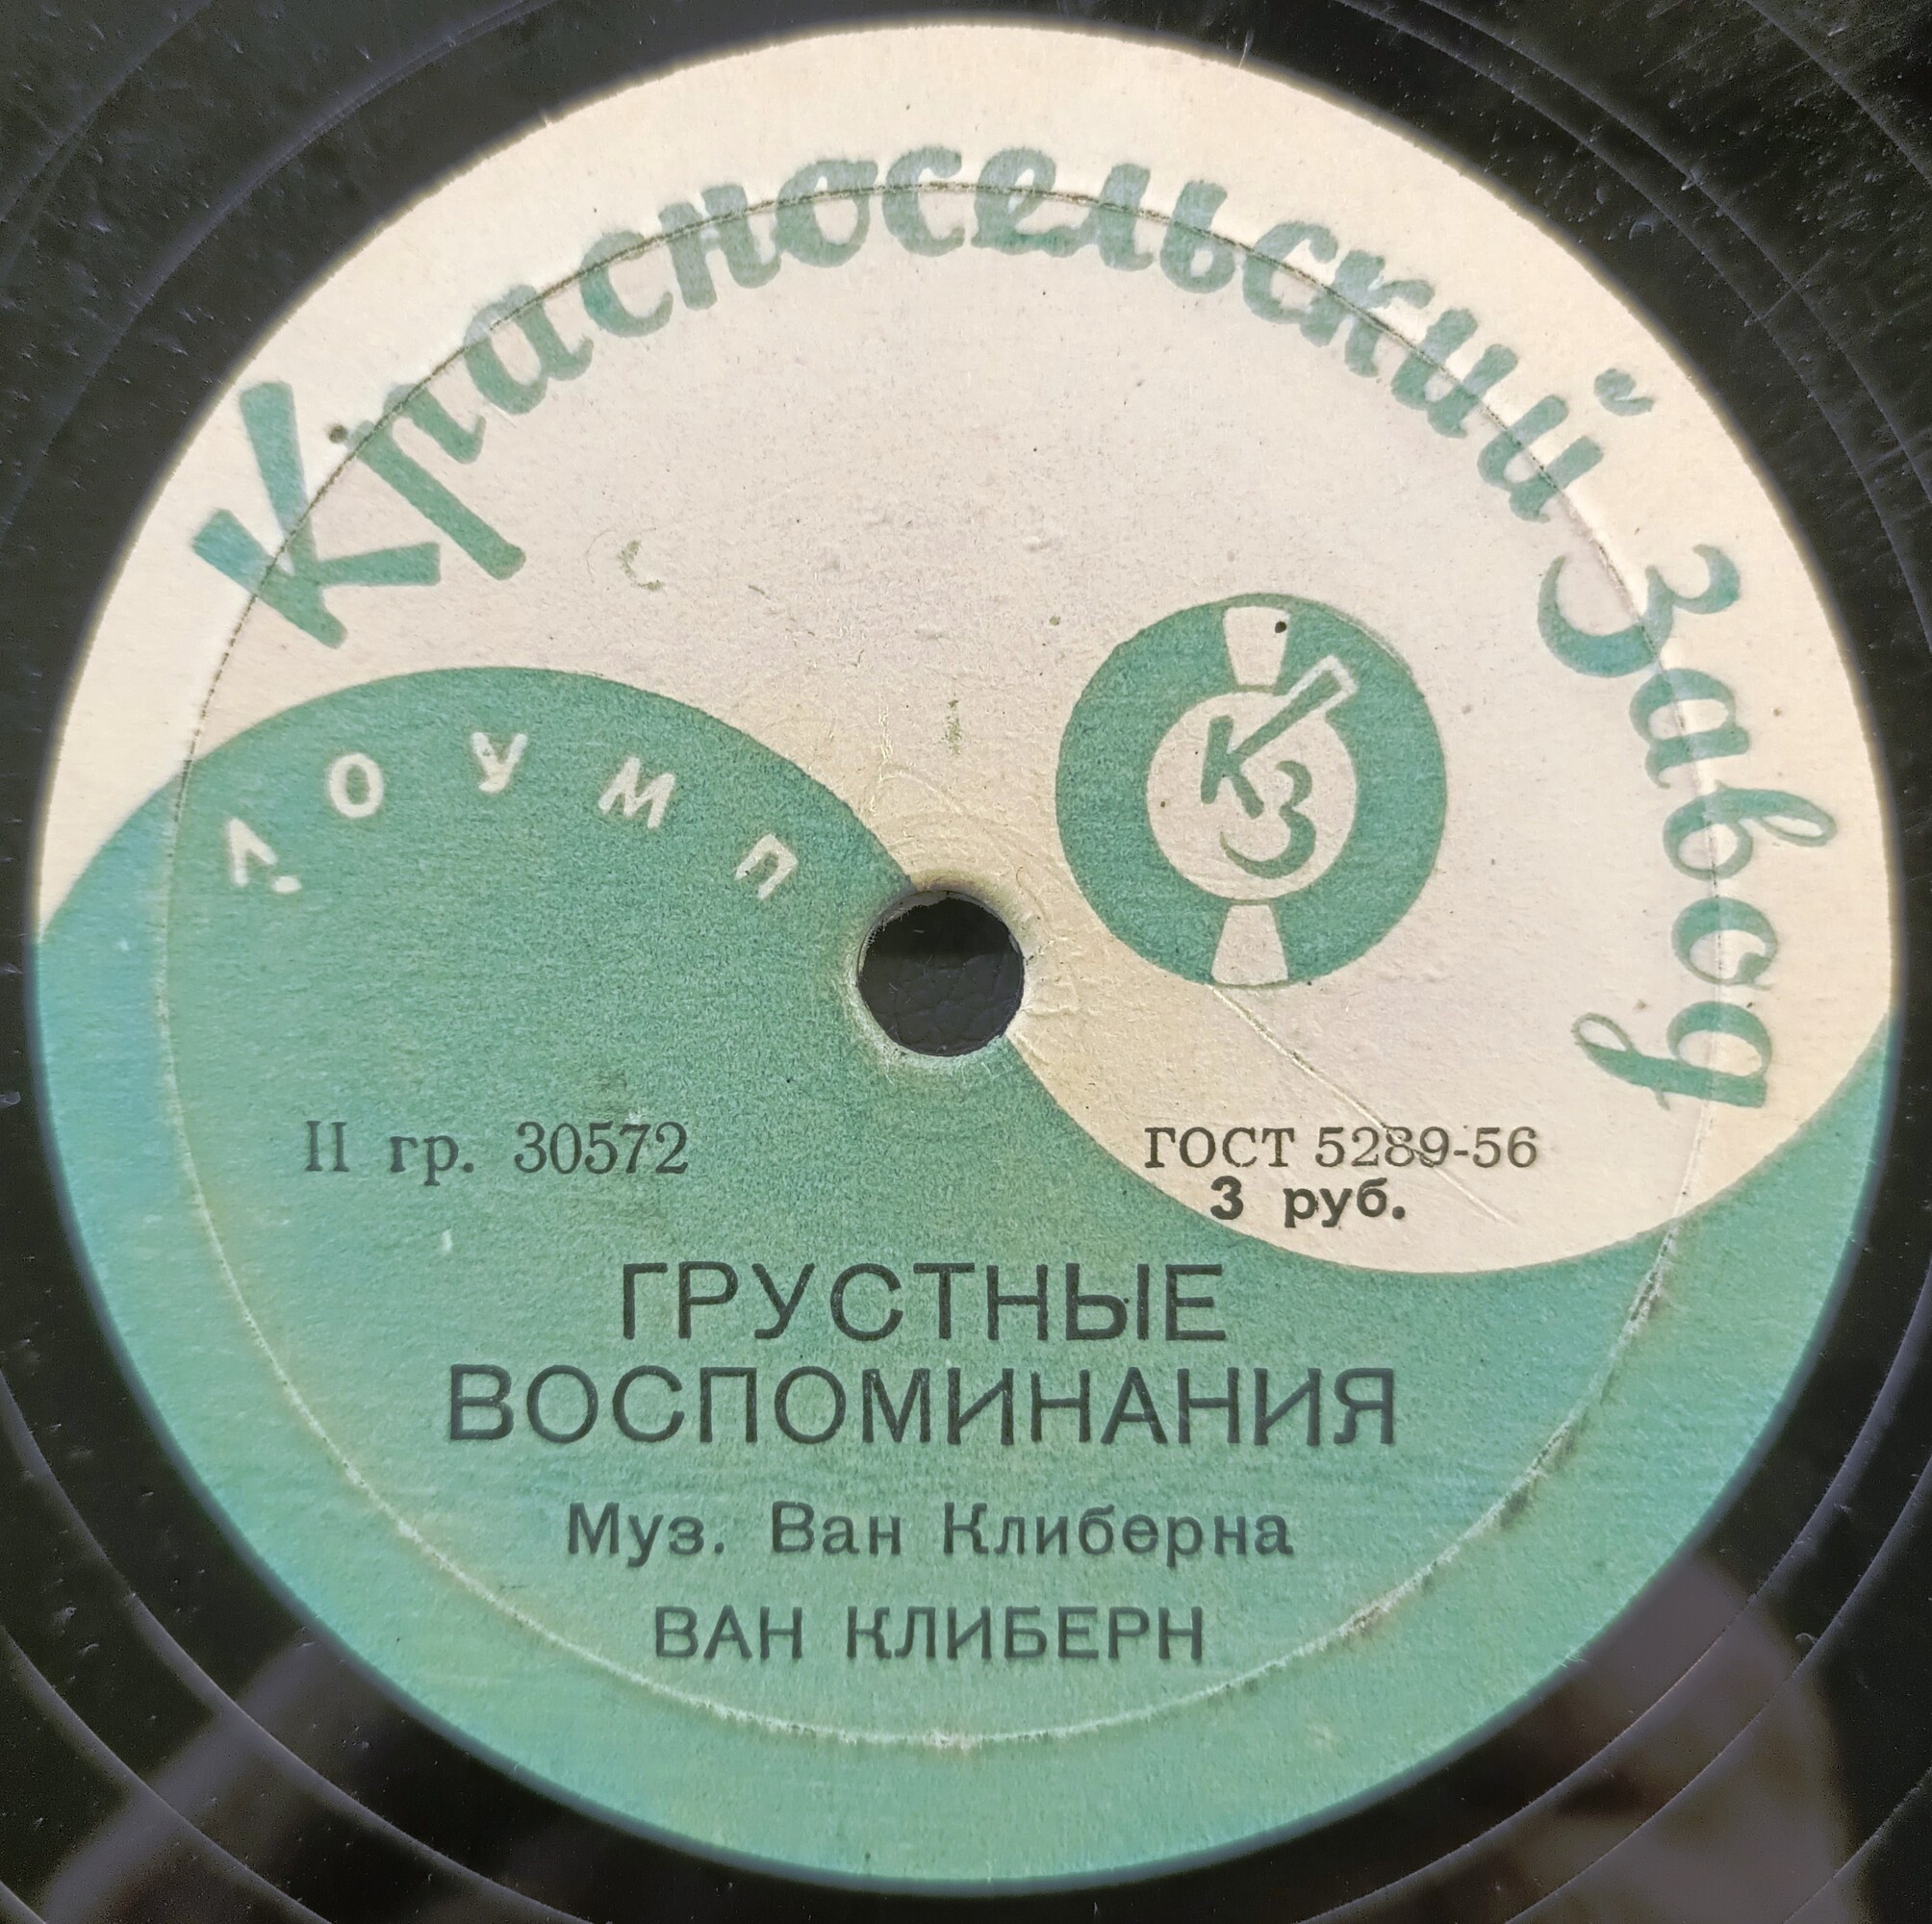 Красносельский Завод
ЛОУМП
КЗ
II гр. 30572
ГОСТ 5289-56
3 руб.
ГРУСТНЫЕ
ВОСПОМИНАНИЯ
Муз. Ван Клиберна
ВАН КЛИБЕРН